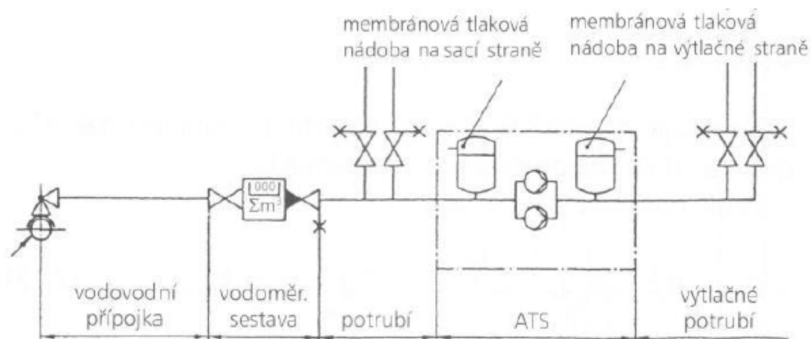 membránová tlaková
nádoba na sací straně
membránová tlaková
nádoba na výtlačné straně
000
Σm³
vodovodní
přípojka
vodoměr.
sestava
potrubí
ATS
výtlačné
potrubí